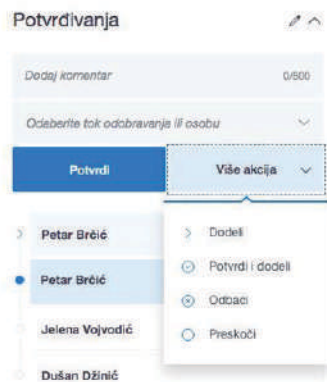 Potvrđivanja
Dodaj komentar 0/600
Odaberite tok odobravanja ili osobu
Potvrdi Više akcija
Petar Brčić Dodeli
Petar Brčić Potvrdi i dodeli
Odbaci
Jelena Vojvodić Preskoči
Dušan Džinić